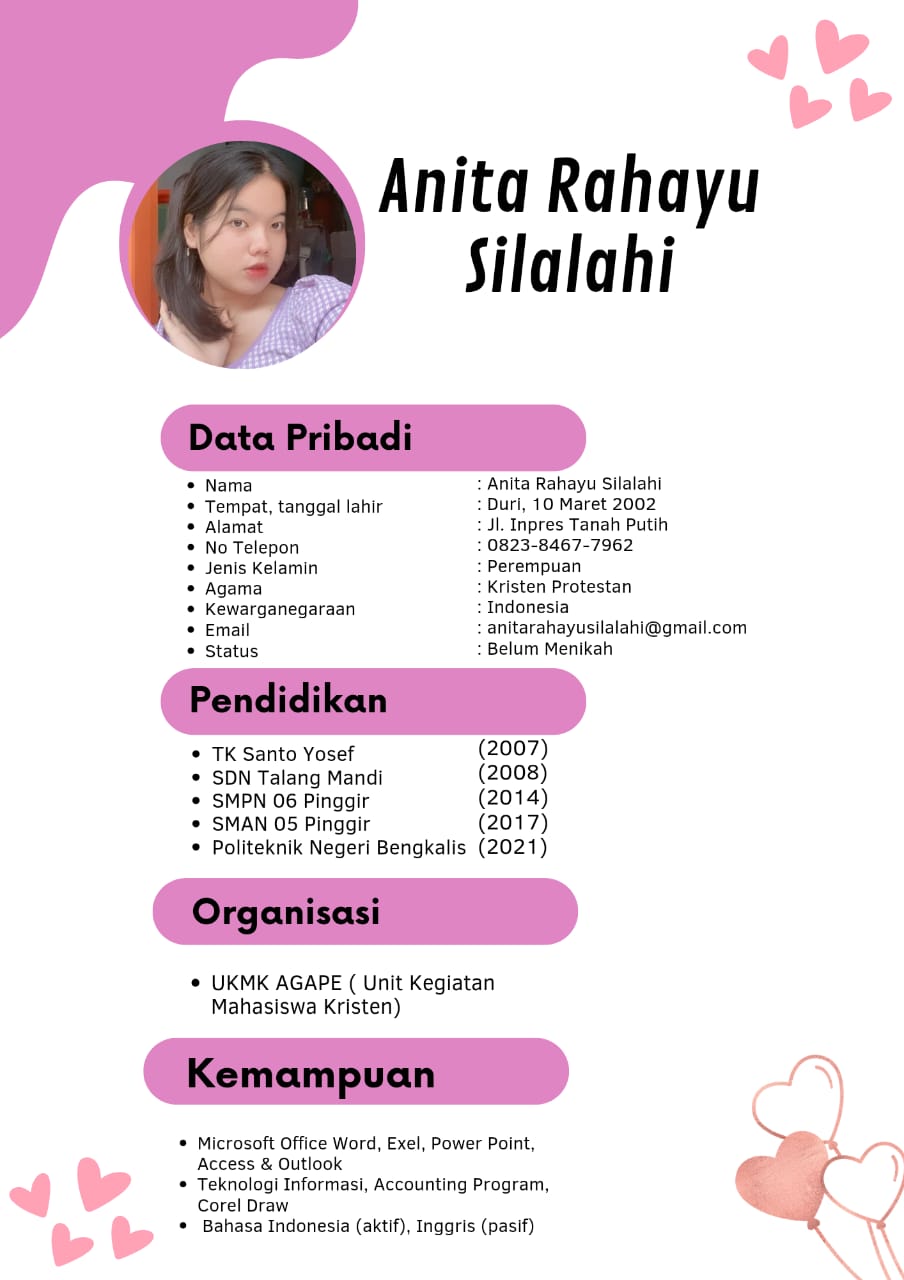 Anita Rahayu
Silalahi
Data Pribadi
• Nama : Anita Rahayu Silalahi
• Tempat, tanggal lahir : Duri, 10 Maret 2002
• Alamat : Jl. Inpres Tanah Putih
• No Telepon : 0823-8467-7962
• Jenis Kelamin : Perempuan
• Agama : Kristen Protestan
• Kewarganegaraan : Indonesia
• Email : anitarahayusilalahi@gmail.com
• Status : Belum Menikah
Pendidikan
• TK Santo Yosef (2007)
• SDN Talang Mandi (2008)
• SMPN 06 Pinggir (2014)
• SMAN 05 Pinggir (2017)
• Politeknik Negeri Bengkalis (2021)
Organisasi
• UKMK AGAPE ( Unit Kegiatan
Mahasiswa Kristen)
Kemampuan
• Microsoft Office Word, Exel, Power Point,
Access & Outlook
• Teknologi Informasi, Accounting Program,
Corel Draw
• Bahasa Indonesia (aktif), Inggris (pasif)